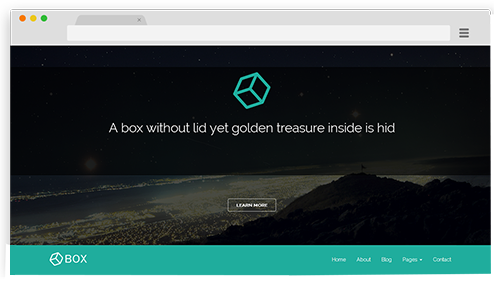 A box without lid yet golden treasure inside is hid
LEARN MORE
BOX
Home About Blog Pages Contact